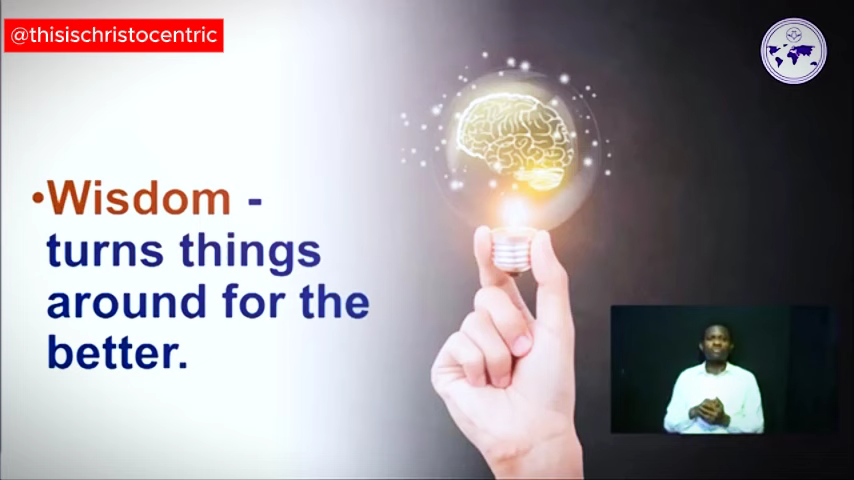 @thisischristocentric
•Wisdom -
turns things
around for the
better.